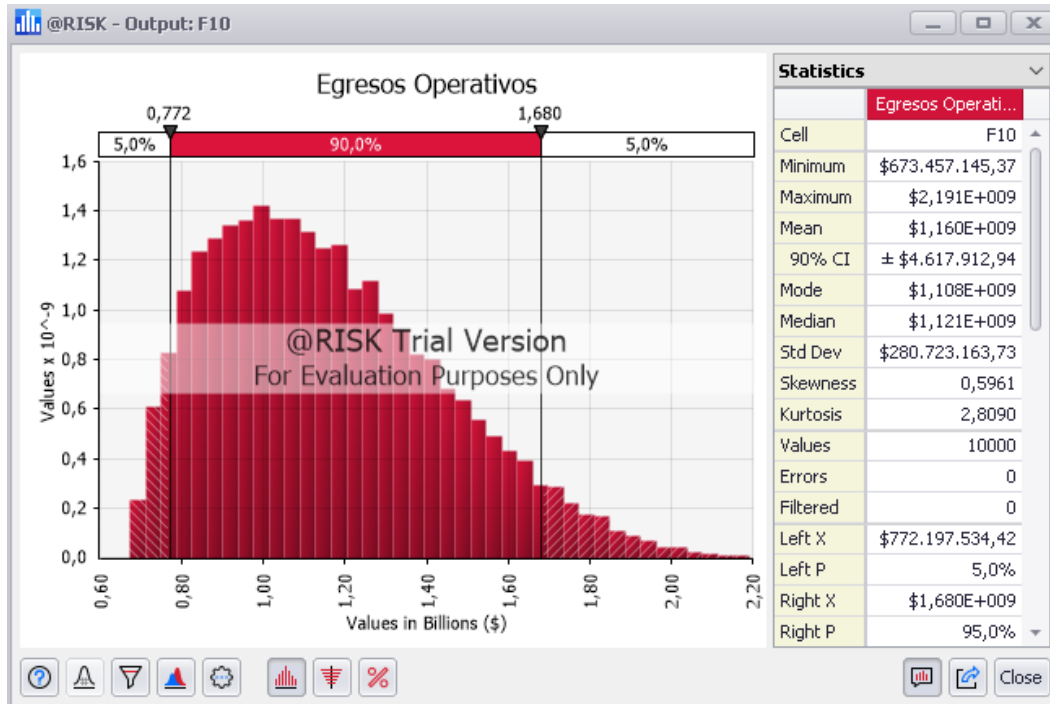 @RISK - Output: F10
Egresos Operativos
0,772 1,680
5,0% 90,0% 5,0%
1,6
1,4
1,2
1,0
0,8
0,6
0,4
0,2
0,0
Values x 10^-9
@RISK Trial Version
For Evaluation Purposes Only
0,60 0,80 1,00 1,20 1,40 1,60 1,80 2,00 2,20
Values in Billions ($)
Statistics
Egresos Operati...
Cell F10
Minimum $673.457.145,37
Maximum $2,191E+009
Mean $1,160E+009
90% CI ± $4.617.912,94
Mode $1,108E+009
Median $1,121E+009
Std Dev $280.723.163,73
Skewness 0,5961
Kurtosis 2,8090
Values 10000
Errors 0
Filtered 0
Left X $772.197.534,42
Left P 5,0%
Right X $1,680E+009
Right P 95,0%
Close